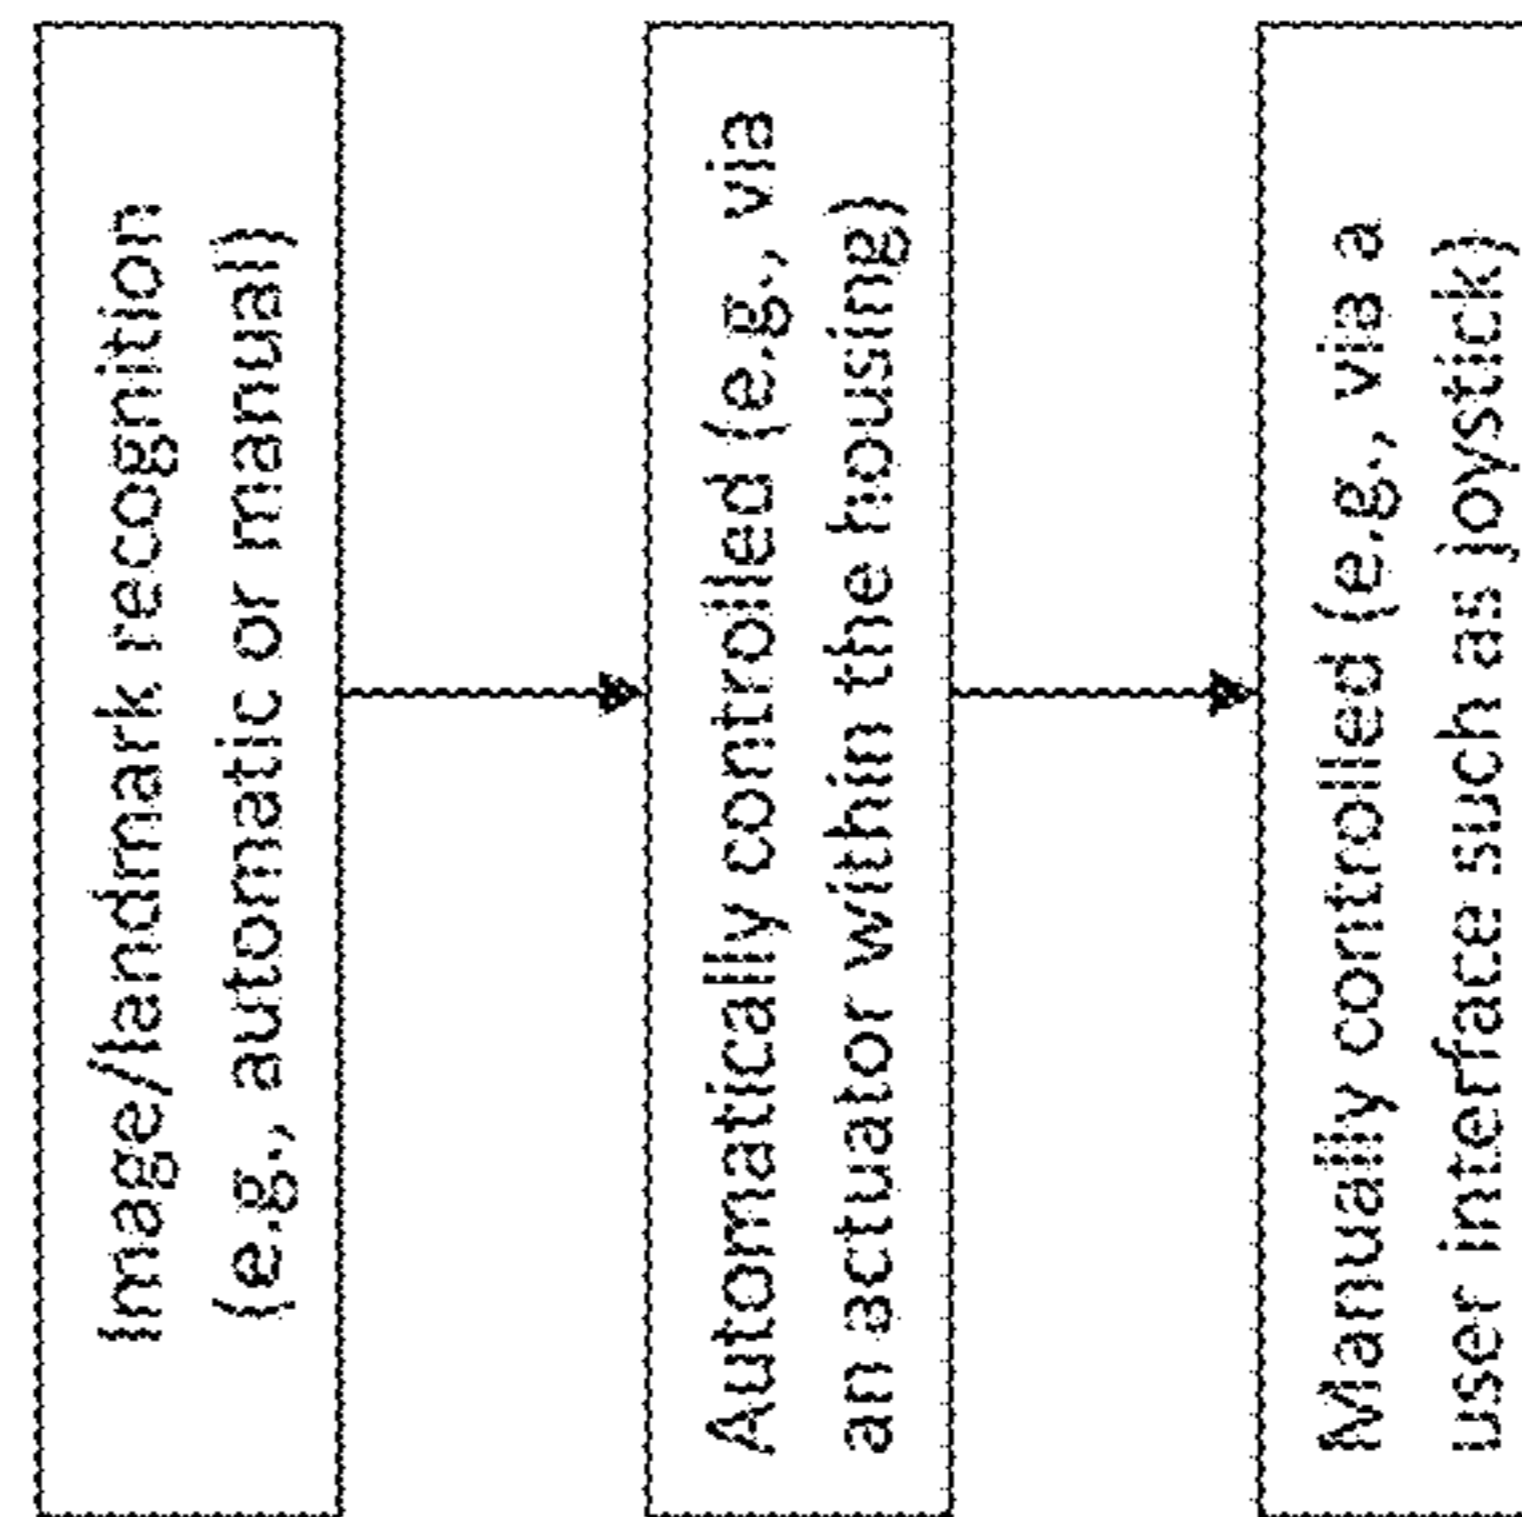 Image/landmark recognition
(e.g., automatic or manual)
Automatically controlled (e.g., via
an actuator within the housing)
Manually controlled (e.g., via a
user interface such as joystick)